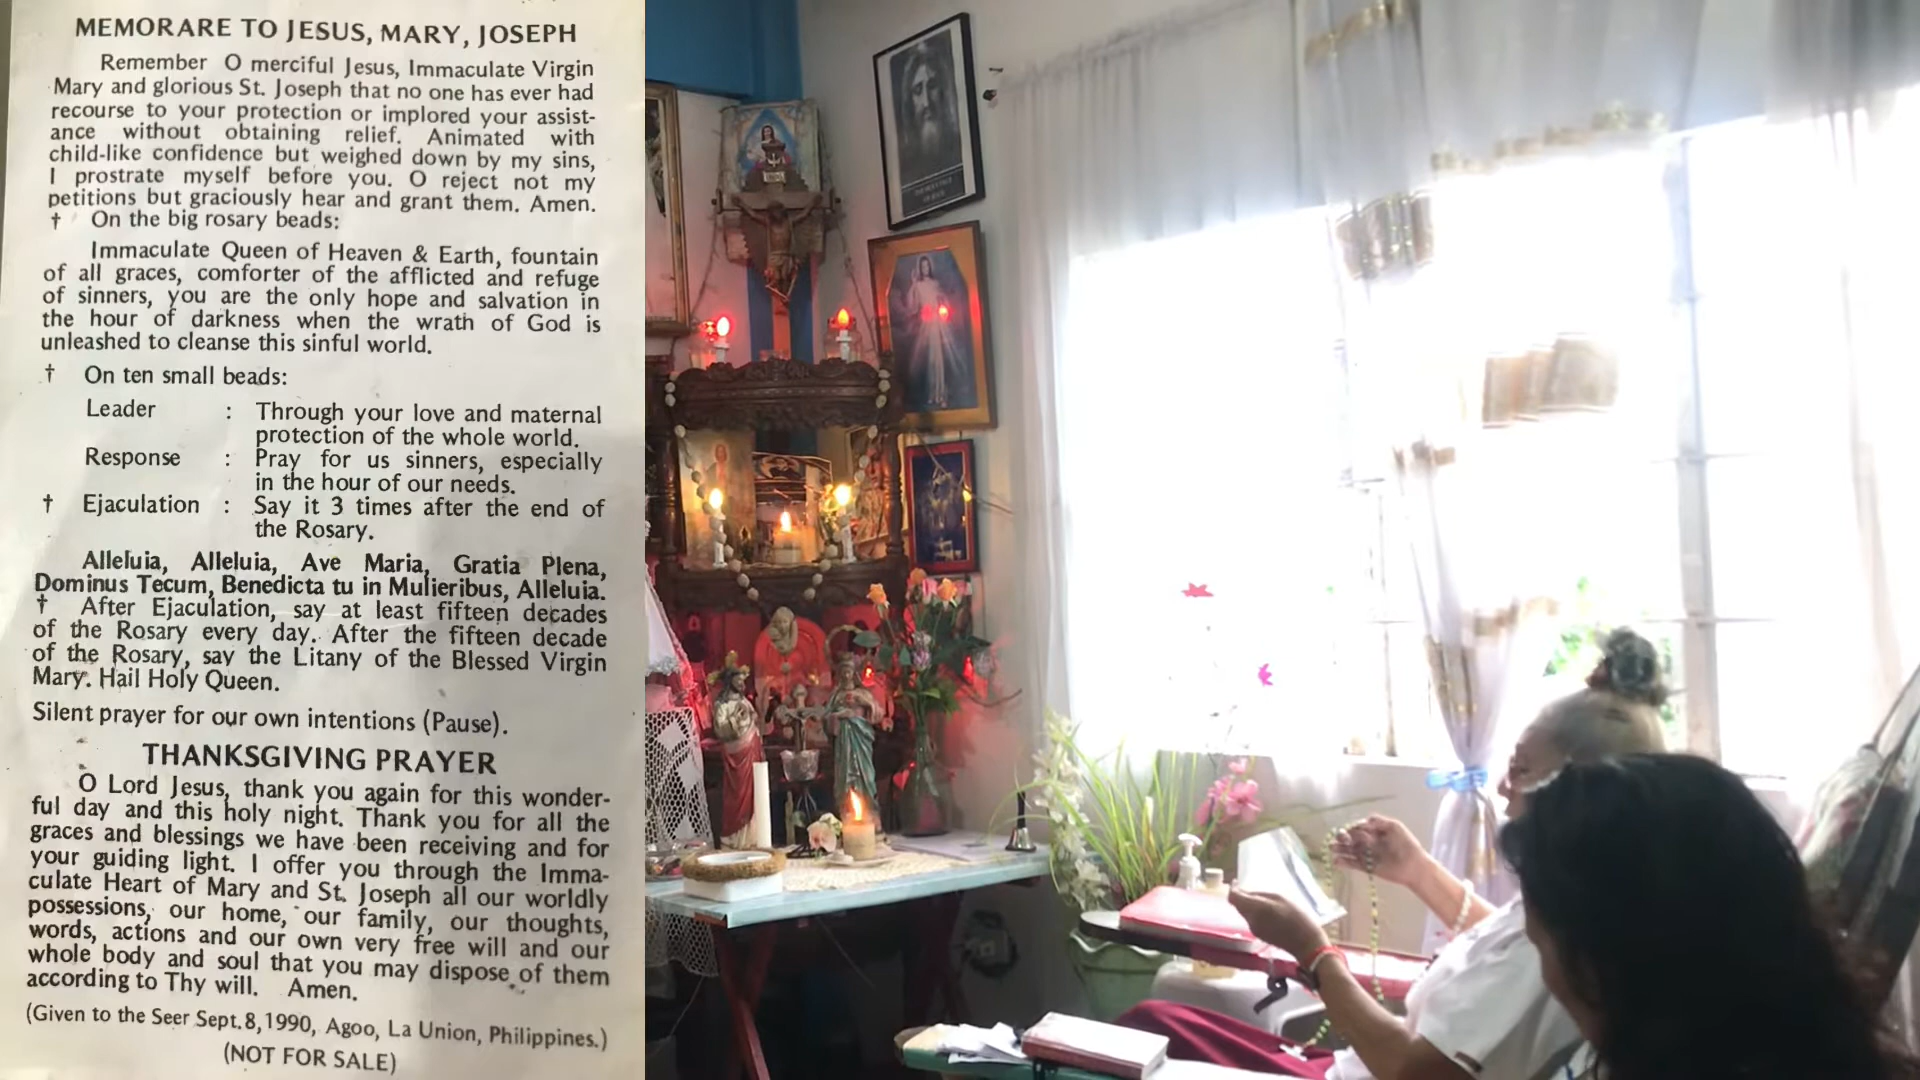 MEMORARE TO JESUS, MARY, JOSEPH
Remember O merciful Jesus, Immaculate Virgin
Mary and glorious St. Joseph that no one has ever had
recourse to your protection or implored your assist-
ance without obtaining relief. Animated with
child-like confidence but weighed down by my sins,
I prostrate myself before you. O reject not my
petitions but graciously hear and grant them. Amen.
† On the big rosary beads:
Immaculate Queen of Heaven & Earth, fountain
of all graces, comforter of the afflicted and refuge
of sinners, you are the only hope and salvation in
the hour of darkness when the wrath of God is
unleashed to cleanse this sinful world.
† On ten small beads:
Leader : Through your love and maternal
protection of the whole world.
Response : Pray for us sinners, especially
in the hour of our needs.
† Ejaculation : Say it 3 times after the end of
the Rosary.
Alleluia, Alleluia, Ave Maria, Gratia Plena,
Dominus Tecum, Benedicta tu in Mulieribus, Alleluia.
† After Ejaculation, say at least fifteen decades
of the Rosary every day. After the fifteen decade
of the Rosary, say the Litany of the Blessed Virgin
Mary. Hail Holy Queen.
Silent prayer for our own intentions (Pause).
THANKSGIVING PRAYER
O Lord Jesus, thank you again for this wonder-
ful day and this holy night. Thank you for all the
graces and blessings we have been receiving and for
your guiding light. I offer you through the Imma-
culate Heart of Mary and St. Joseph all our worldly
possessions, our home, our family, our thoughts,
words, actions and our own very free will and our
whole body and soul that you may dispose of them
according to Thy will. Amen.
(Given to the Seer Sept.8,1990, Agoo, La Union, Philippines.)
(NOT FOR SALE)